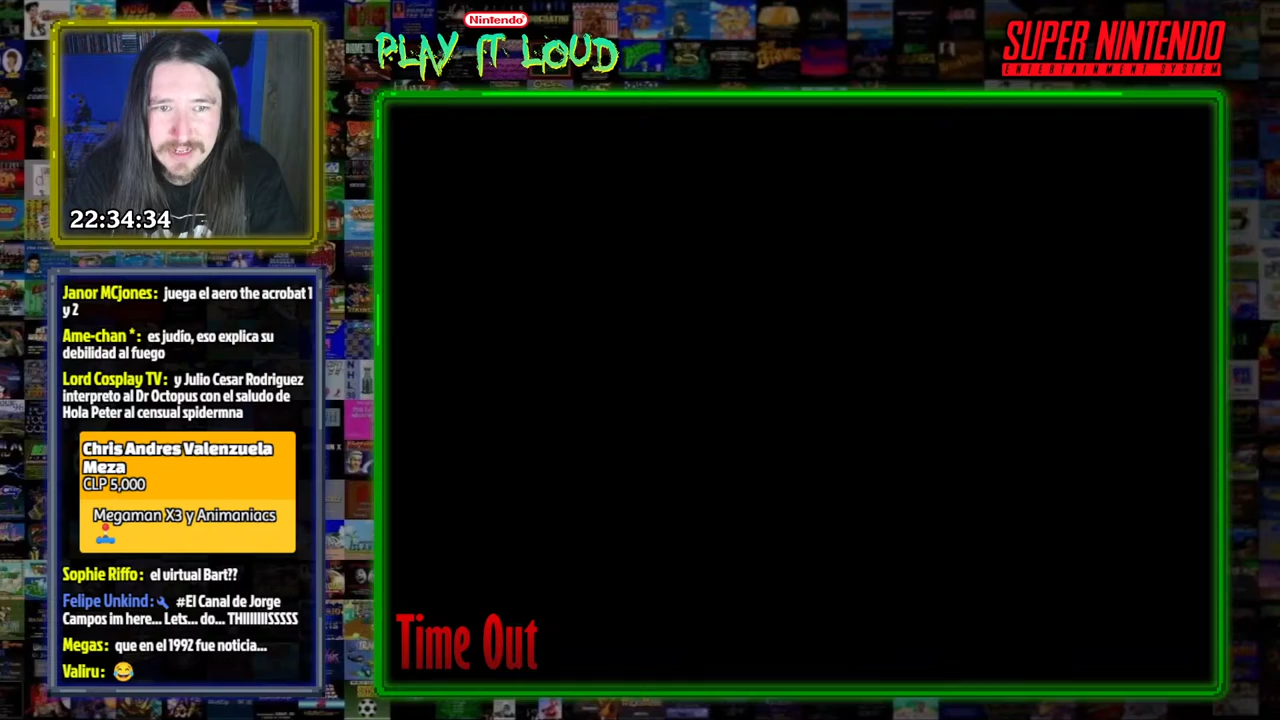 Nintendo
PLAY IT LOUD
SUPER NINTENDO
ENTERTAINMENT SYSTEM
22:34:34
Janor MCjones: juega el aero the acrobat 1
y 2
Ame-chan *: es judío, eso explica su
debilidad al fuego
Lord Cosplay TV: y Julio Cesar Rodriguez
interpreto al Dr Octopus con el saludo de
Hola Peter al censual spidermna
Chris Andres Valenzuela
Meza
CLP 5,000
Megaman X3 y Animaniacs
Sophie Riffo: el virtual Bart??
Felipe Unkind: #El Canal de Jorge
Campos im here... Lets... do... THIIIIIIIISSSSS
Megas: que en el 1992 fue noticia...
Valiru: 😂
Time Out